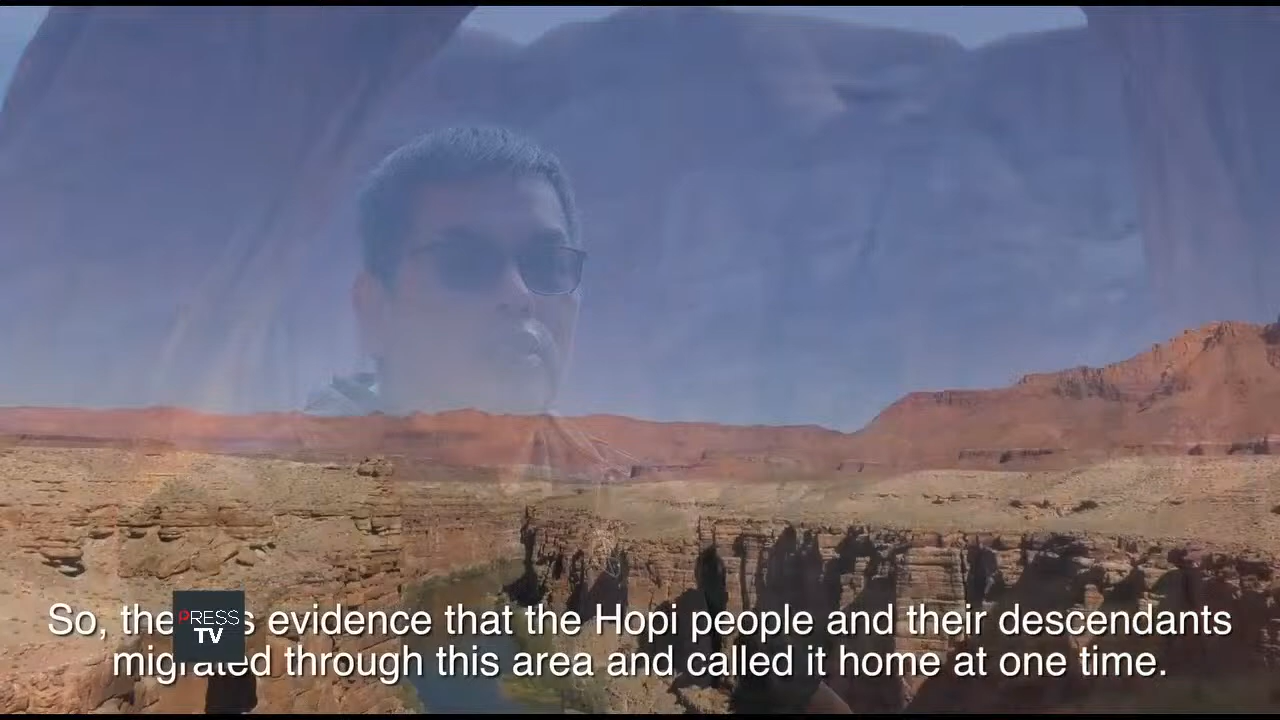 So, evidence that the Hopi people and their descendants
migrated through this area and called it home at one time.
PRESS
TV